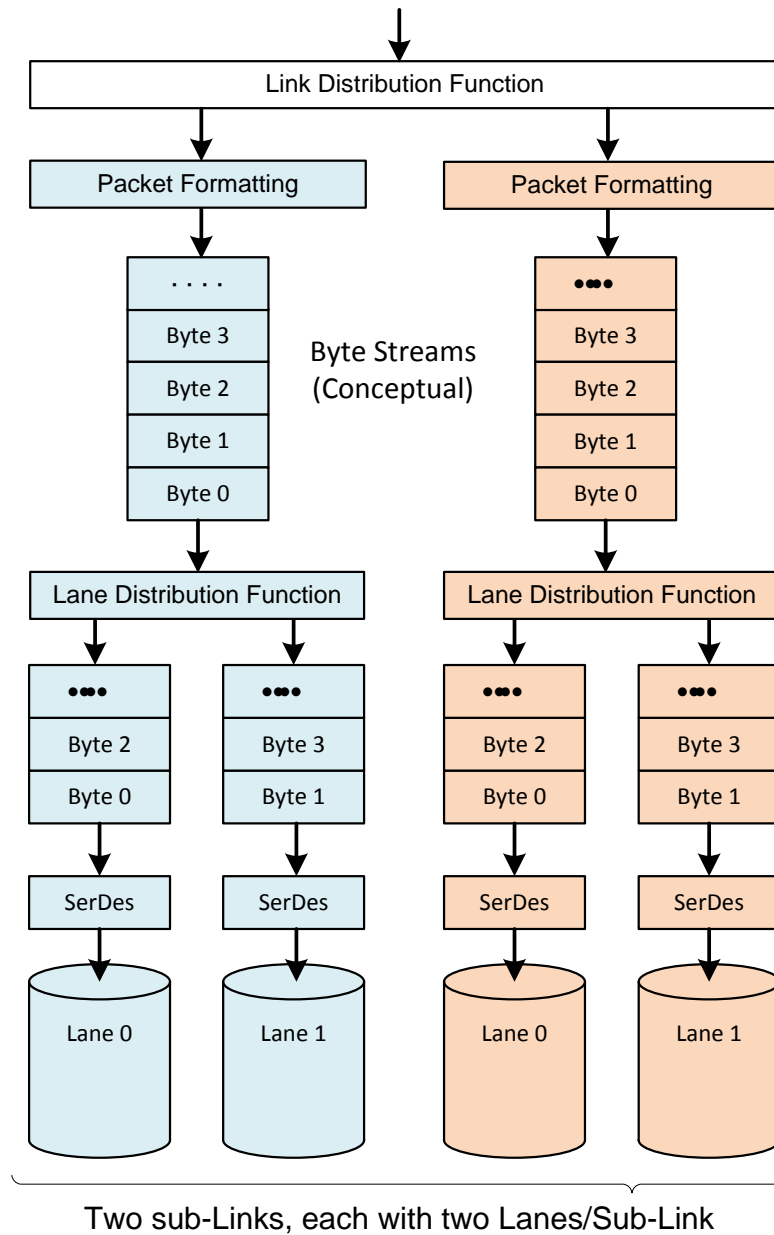 Link Distribution Function
Packet Formatting
Packet Formatting
. . . .
••••
Byte 3
Byte 3
Byte Streams
(Conceptual)
Byte 2
Byte 2
Byte 1
Byte 1
Byte 0
Byte 0
Lane Distribution Function
Lane Distribution Function
••••
••••
••••
••••
Byte 2
Byte 3
Byte 2
Byte 3
Byte 0
Byte 1
Byte 0
Byte 1
SerDes
SerDes
SerDes
SerDes
Lane 0
Lane 1
Lane 0
Lane 1
Two sub-Links, each with two Lanes/Sub-Link